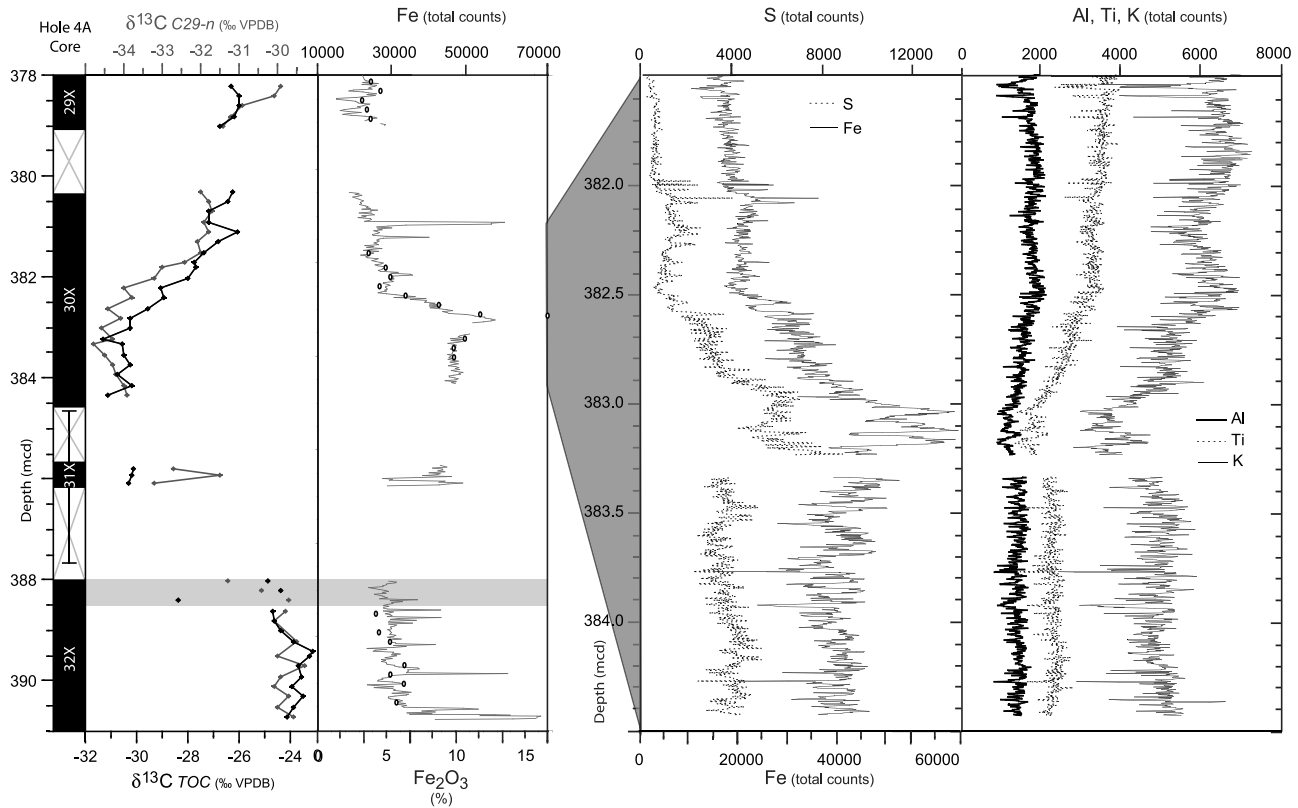 Hole 4A
Core
δ13C C29-n (‰ VPDB)
-34 -33 -32 -31 -30
Fe (total counts)
10000 30000 50000 70000
S (total counts)
0 4000 8000 12000
Al, Ti, K (total counts)
0 2000 4000 6000 8000
378
380
382
384
388
390
Depth (mcd)
29X
30X
31X
32X
382.0
382.5
383.0
383.5
384.0
Depth (mcd)
S
Fe
Al
Ti
K
-32 -30 -28 -26 -24
δ13C TOC (‰ VPDB)
0 5 10 15
Fe2O3
(%)
0 20000 40000 60000
Fe (total counts)